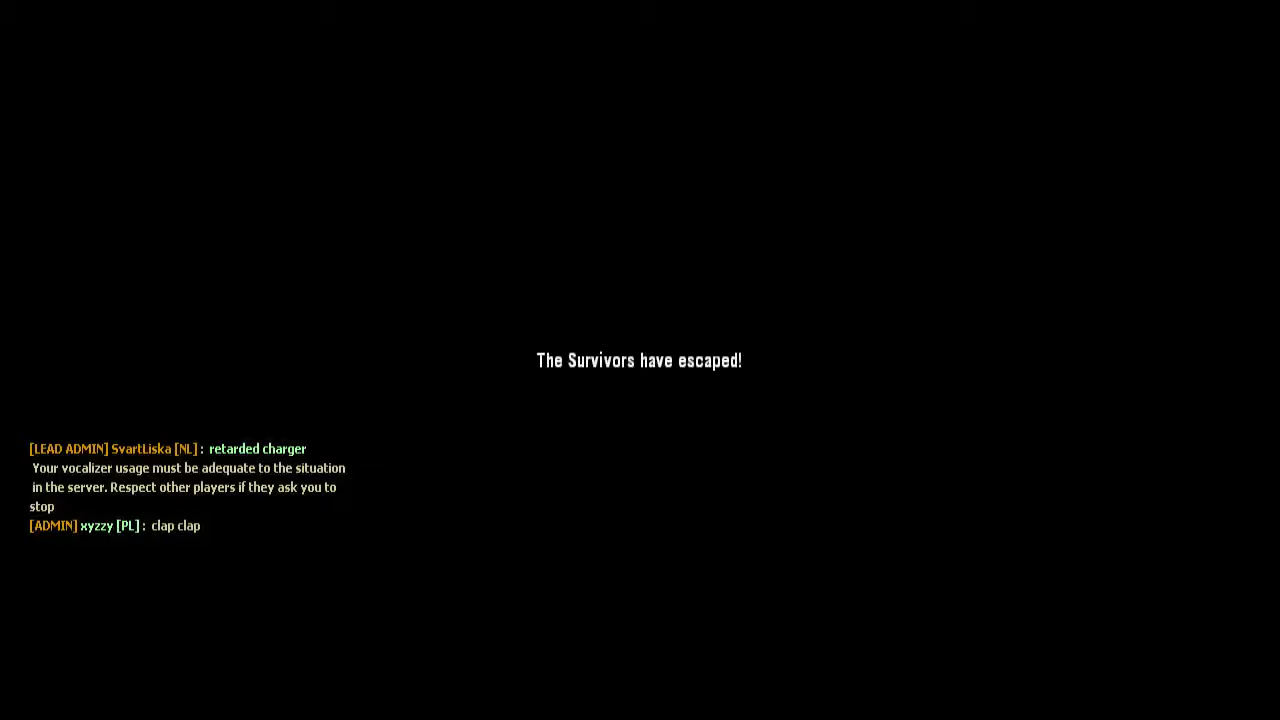 The Survivors have escaped!
[LEAD ADMIN] SvartLiska [NL] : retarded charger
Your vocalizer usage must be adequate to the situation
in the server. Respect other players if they ask you to
stop
[ADMIN] xyzzy [PL] : clap clap